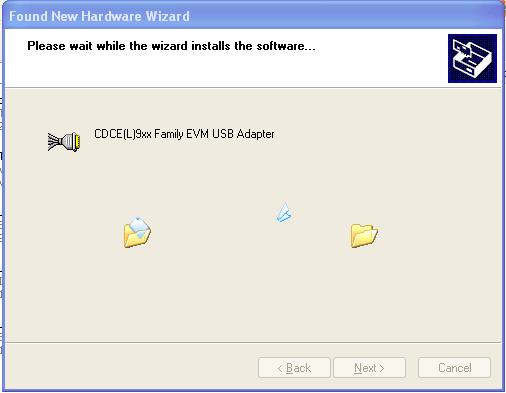 Found New Hardware Wizard
Please wait while the wizard installs the software...
CDCE(L)9xx Family EVM USB Adapter
< Back
Next >
Cancel